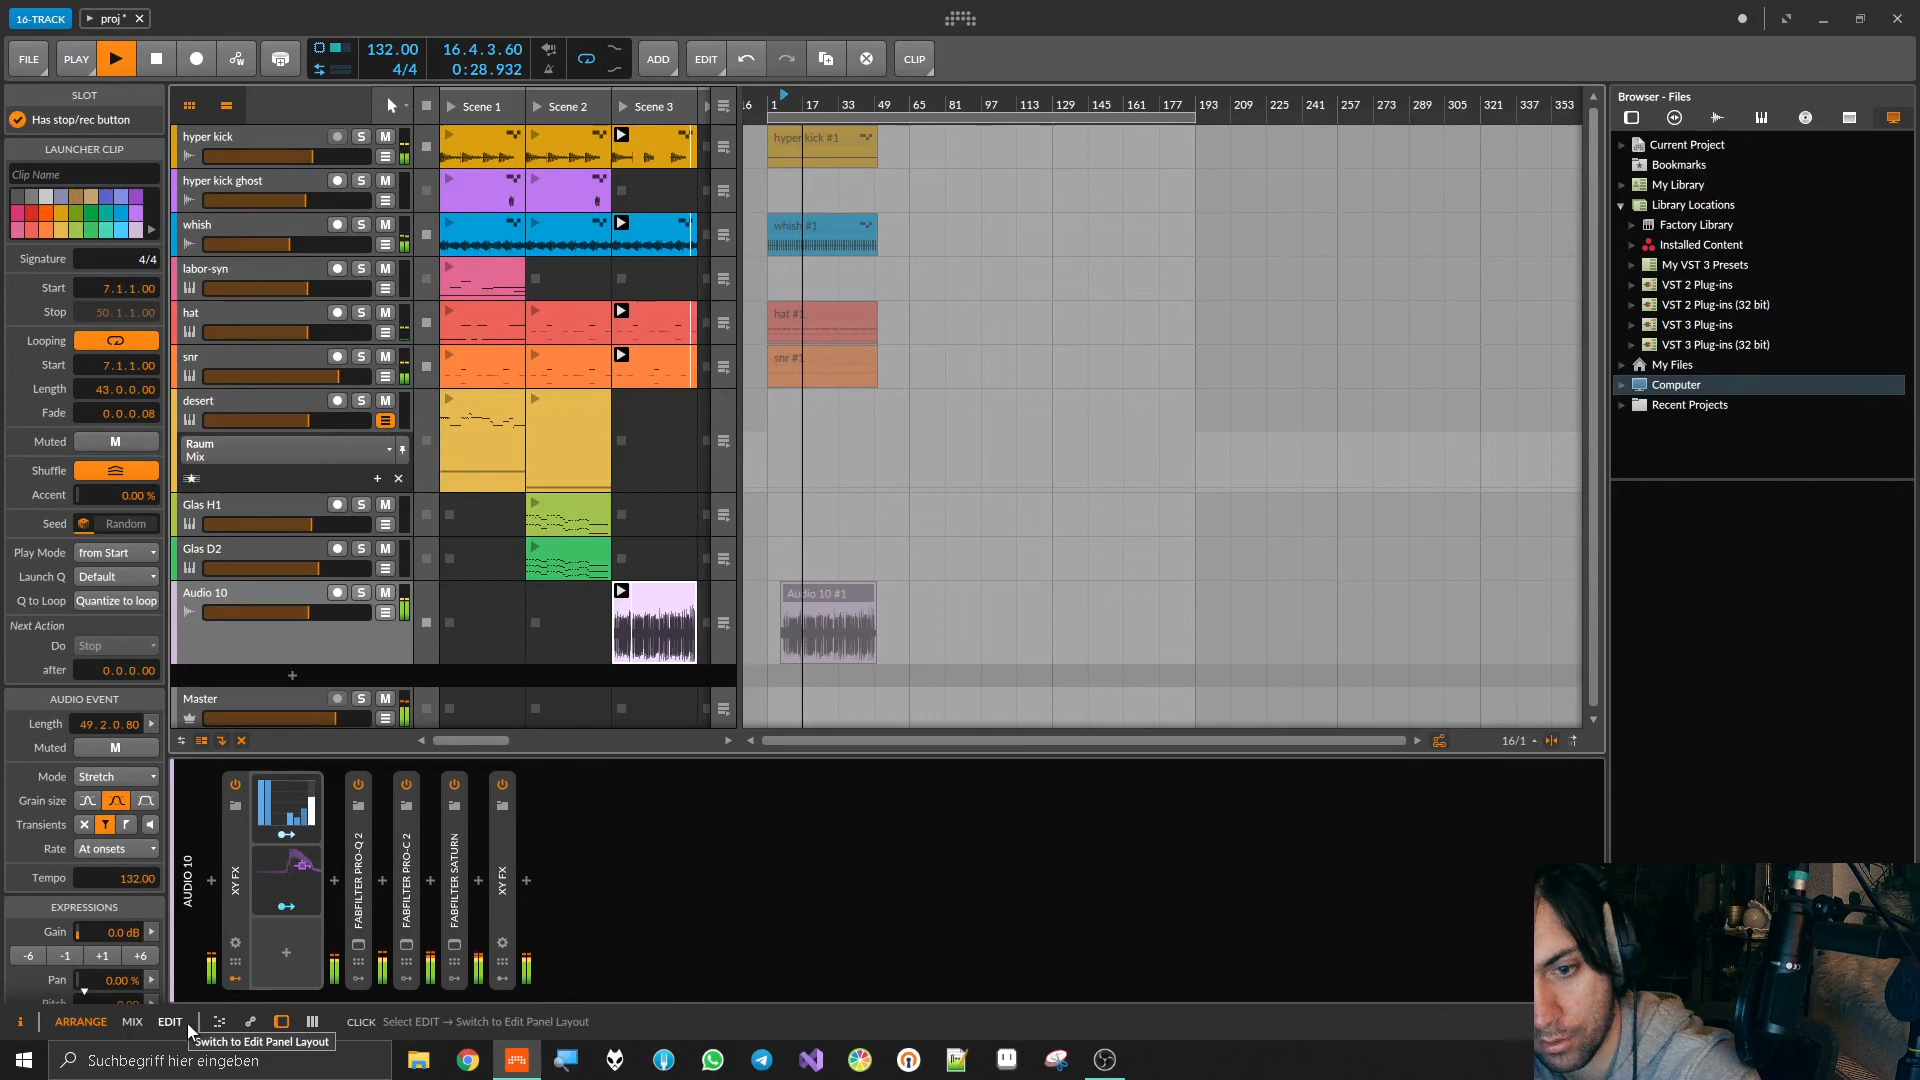 16-TRACK
proj*
FILE
PLAY
132.00
4/4
16.4.3.60
0:28.932
ADD
EDIT
CLIP
SLOT
Has stop/rec button
LAUNCHER CLIP
Clip Name
Signature 4/4
Start 7.1.1.00
Stop 50.1.1.00
Looping
Start 7.1.1.00
Length 43.0.0.00
Fade 0.0.0.08
Muted M
Shuffle
Accent 0.00 %
Seed Random
Play Mode from Start
Launch Q Default
Q to Loop Quantize to loop
Next Action
Do Stop
after 0.0.0.00
AUDIO EVENT
Length 49.2.0.80
Muted M
Mode Stretch
Grain size
Transients
Rate At onsets
Tempo 132.00
EXPRESSIONS
Gain 0.0 dB
-6 -1 +1 +6
Pan 0.00 %
Scene 1
Scene 2
Scene 3
hyper kick S M
hyper kick ghost S M
whish S M
labor-syn S M
hat S M
snr S M
desert S M
Raum
Mix
Glas H1 S M
Glas D2 S M
Audio 10 S M
Master S M
16 1 17 33 49 65 81 97 113 129 145 161 177 193 209 225 241 257 273 289 305 321 337 353
hyper kick #1
whish #1
hat #1
snr #1
Audio 10 #1
16/1
AUDIO 10
XY FX
FABFILTER PRO-Q 2
FABFILTER PRO-C 2
FABFILTER SATURN
XY FX
Browser - Files
Current Project
Bookmarks
My Library
Library Locations
Factory Library
Installed Content
My VST 3 Presets
VST 2 Plug-ins
VST 2 Plug-ins (32 bit)
VST 3 Plug-ins
VST 3 Plug-ins (32 bit)
My Files
Computer
Recent Projects
i
ARRANGE
MIX
EDIT
CLICK Select EDIT → Switch to Edit Panel Layout
Switch to Edit Panel Layout
Suchbegriff hier eingeben